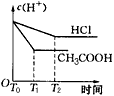 c(H⁺)
HCl
CH₃COOH
O
T₀ T₁ T₂ 时间